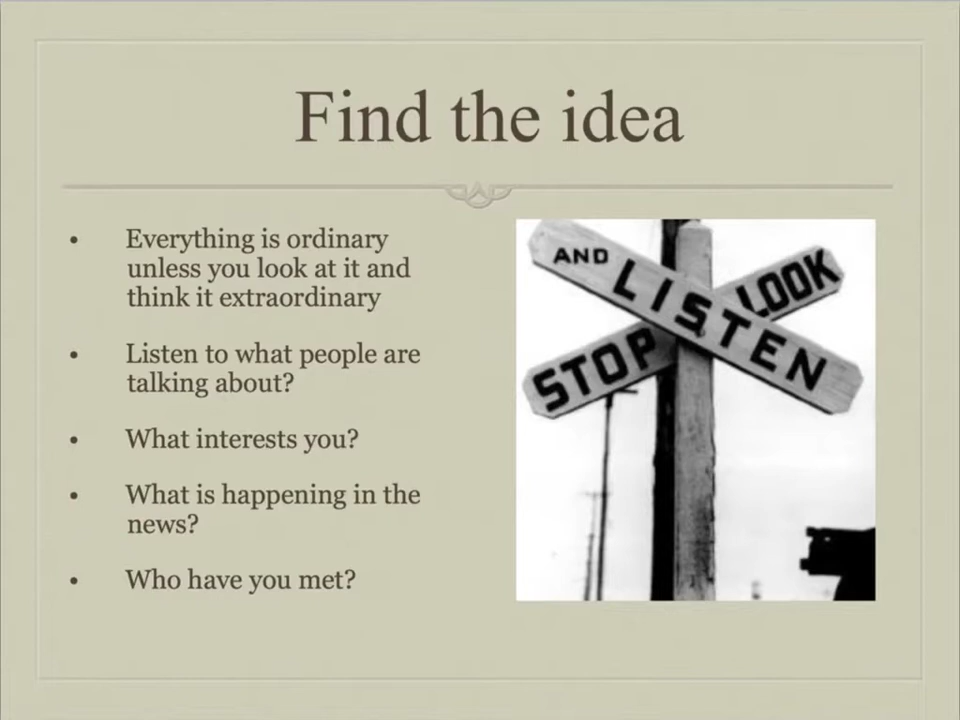 Find the idea
• Everything is ordinary
unless you look at it and
think it extraordinary
• Listen to what people are
talking about?
• What interests you?
• What is happening in the
news?
• Who have you met?
STOP LOOK
AND LISTEN